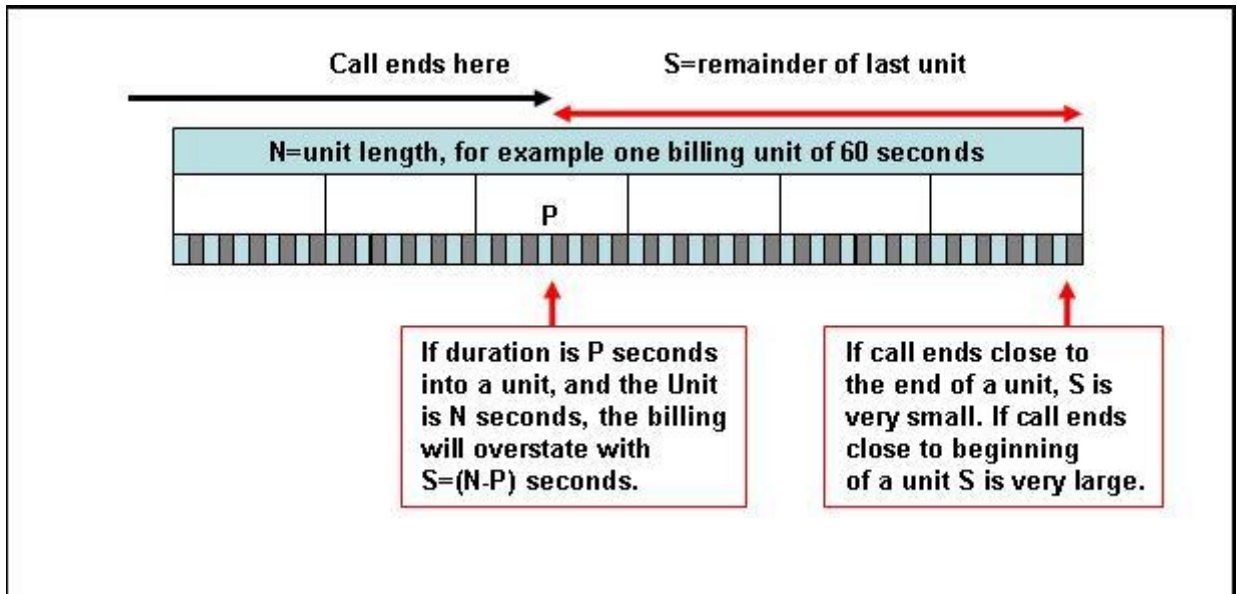 Call ends here
S=remainder of last unit
N=unit length, for example one billing unit of 60 seconds
P
If duration is P seconds
into a unit, and the Unit
is N seconds, the billing
will overstate with
S=(N-P) seconds.
If call ends close to
the end of a unit, S is
very small. If call ends
close to beginning
of a unit S is very large.